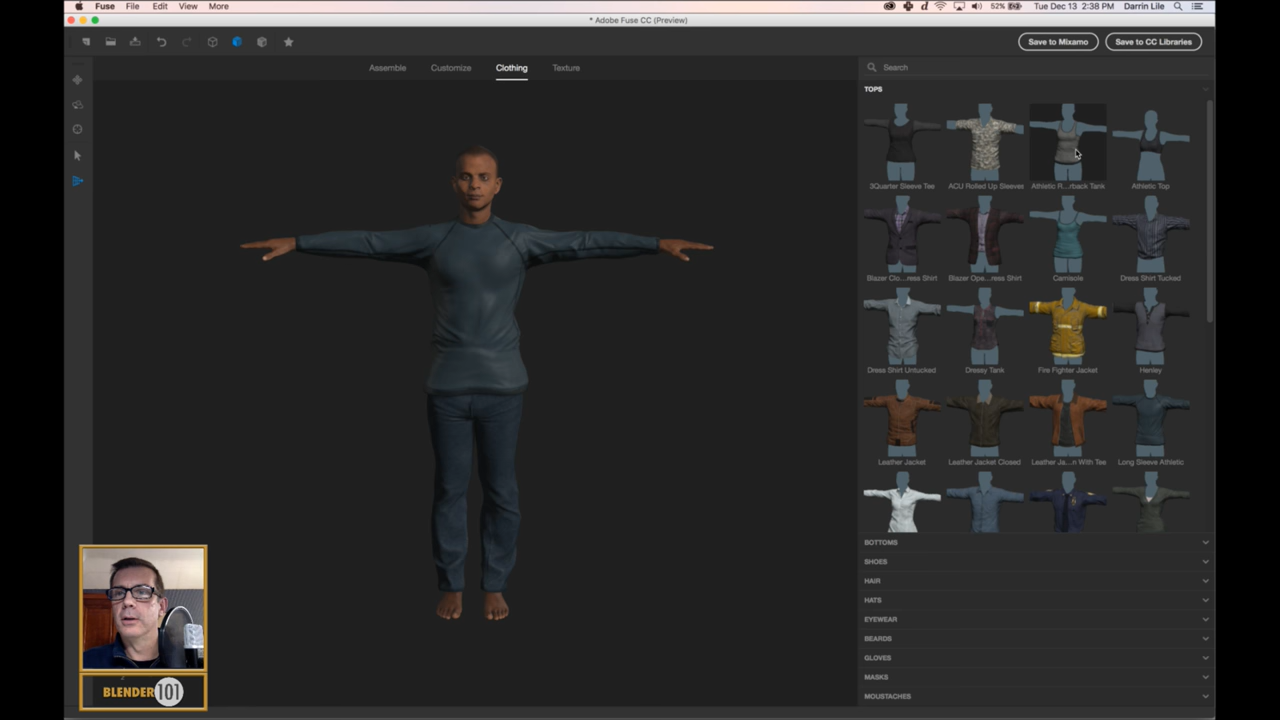 Fuse File Edit View More 52% Tue Dec 13 2:38 PM Darrin Lile
* Adobe Fuse CC (Preview)
Save to Mixamo Save to CC Libraries
Assemble Customize Clothing Texture
Search
TOPS
3Quarter Sleeve Tee ACU Rolled Up Sleeves Athletic R...rback Tank Athletic Top
Blazer Clo...ress Shirt Blazer Ope...ress Shirt Camisole Dress Shirt Tucked
Dress Shirt Untucked Dressy Tank Fire Fighter Jacket Henley
Leather Jacket Leather Jacket Closed Leather Ja...n With Tee Long Sleeve Athletic
BOTTOMS
SHOES
HAIR
HATS
EYEWEAR
BEARDS
GLOVES
MASKS
MOUSTACHES
BLENDER 101